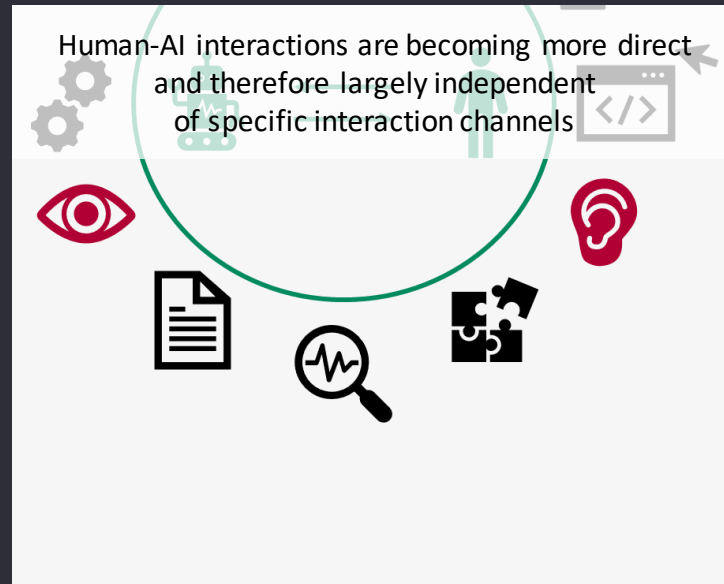 Human-AI interactions are becoming more direct
and therefore largely independent
of specific interaction channels